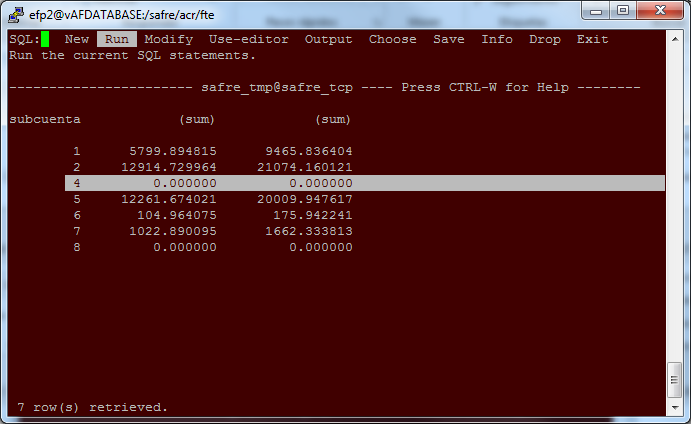 efp2@vAFDATABASE:/safre/acr/fte
SQL: New Run Modify Use-editor Output Choose Save Info Drop Exit
Run the current SQL statements.
----------------------- safre_tmp@safre_tcp ---- Press CTRL-W for Help --------
subcuenta (sum) (sum)
1 5799.894815 9465.836404
2 12914.729964 21074.160121
4 0.000000 0.000000
5 12261.674021 20009.947617
6 104.964075 175.942241
7 1022.890095 1662.333813
8 0.000000 0.000000
7 row(s) retrieved.